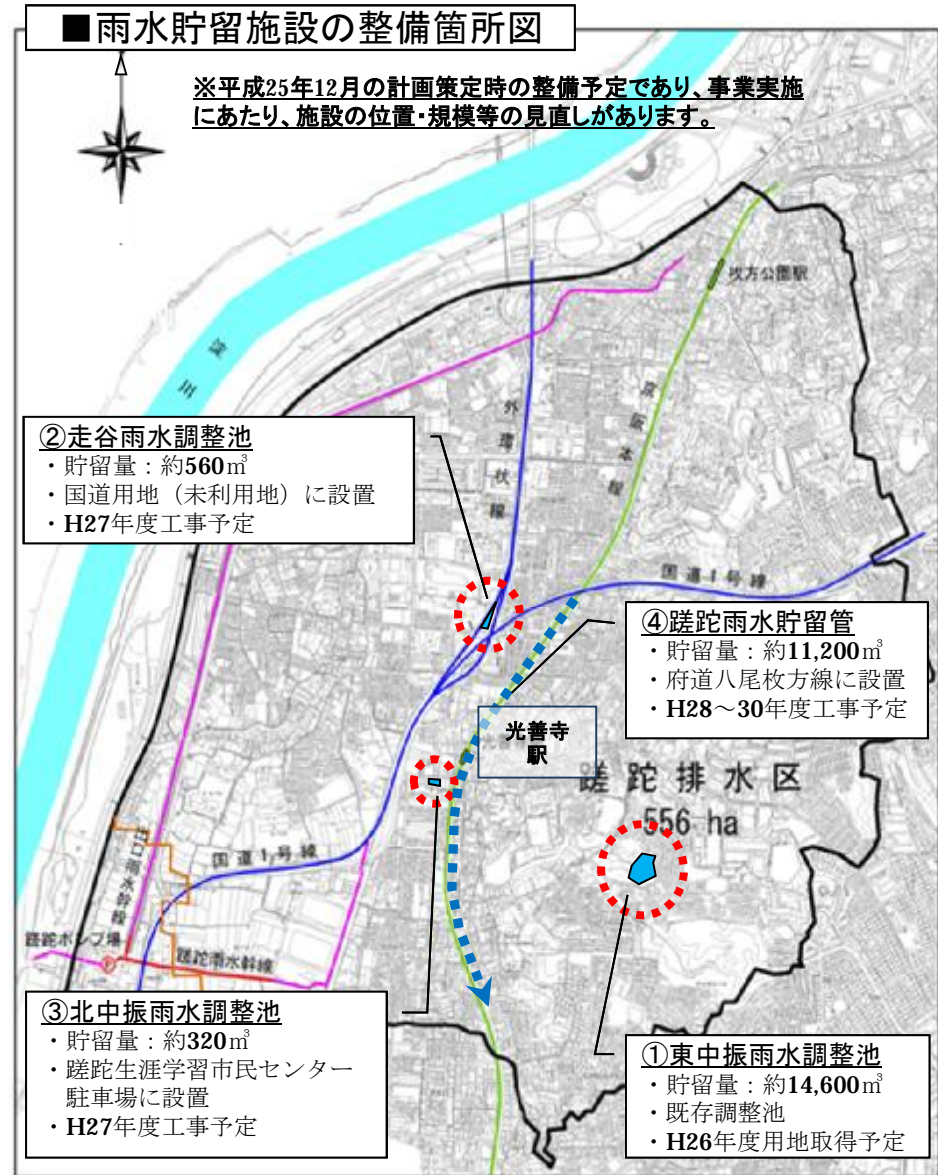 ■雨水貯留施設の整備箇所図
※平成25年12月の計画策定時の整備予定であり、事業実施
にあたり、施設の位置・規模等の見直しがあります。
枚方公園駅
淀川
外環状線
京阪本線
②走谷雨水調整池
・貯留量：約560㎥
・国道用地（未利用地）に設置
・H27年度工事予定
国道1号線
④蹉跎雨水貯留管
・貯留量：約11,200㎥
・府道八尾枚方線に設置
・H28～30年度工事予定
光善寺
駅
蹉跎排水区
556 ha
国道1号線
雨水幹線
蹉跎ポンプ場
P
蹉跎雨水幹線
③北中振雨水調整池
・貯留量：約320㎥
・蹉跎生涯学習市民センター
駐車場に設置
・H27年度工事予定
①東中振雨水調整池
・貯留量：約14,600㎥
・既存調整池
・H26年度用地取得予定